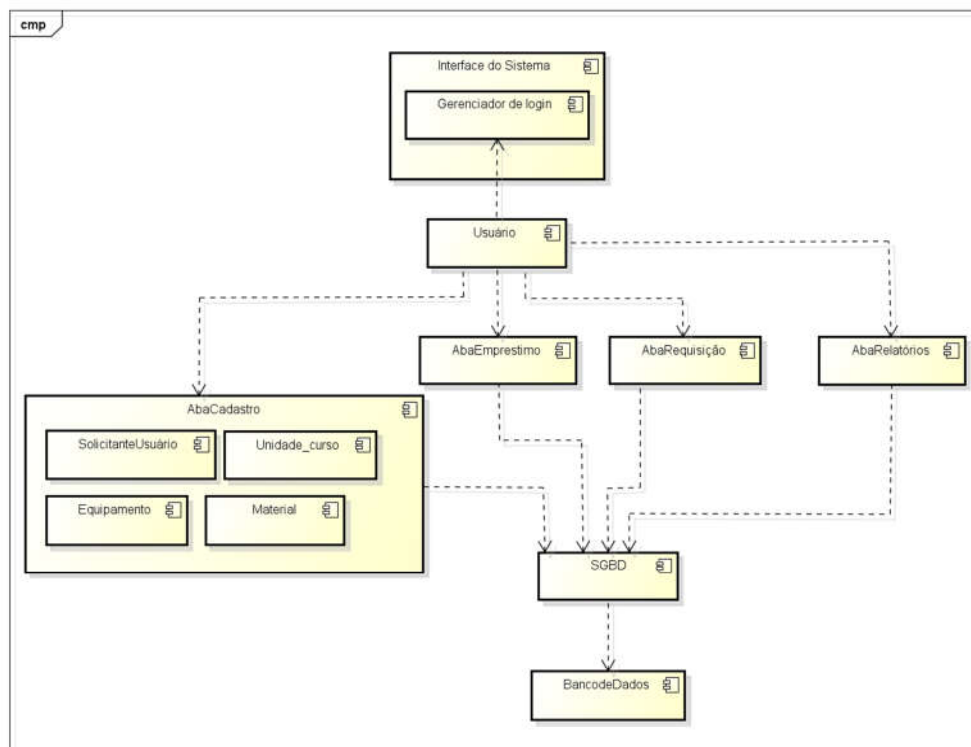 cmp
Interface do Sistema
Gerenciador de login
Usuário
AbaEmprestimo
AbaRequisição
AbaRelatórios
AbaCadastro
SolicitanteUsuário
Unidade_curso
Equipamento
Material
SGBD
BancodeDados